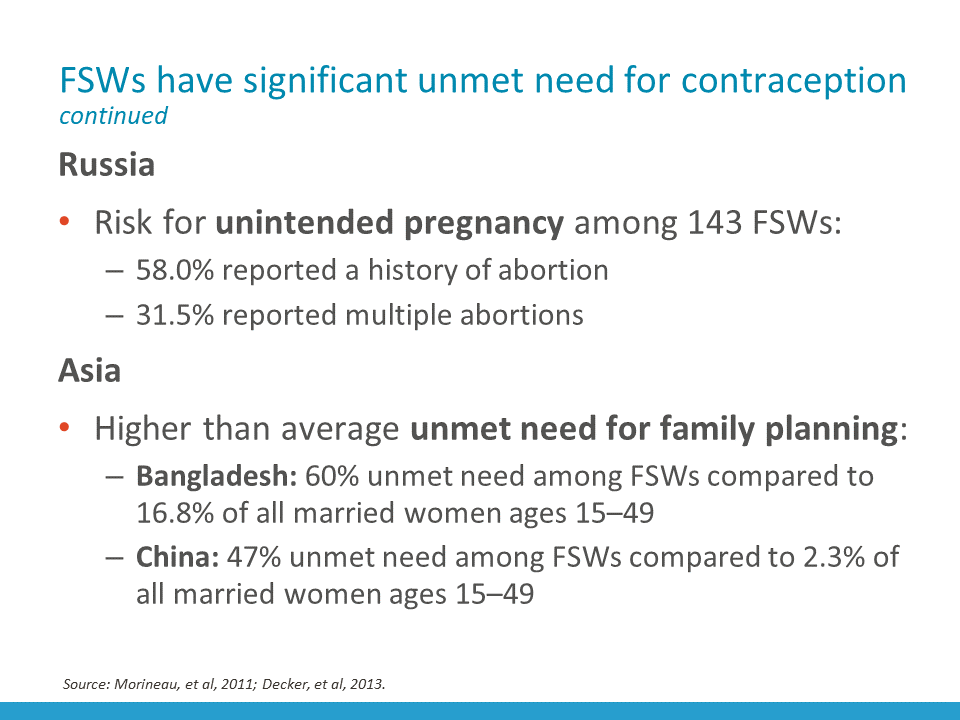 FSWs have significant unmet need for contraception
continued
Russia
• Risk for unintended pregnancy among 143 FSWs:
– 58.0% reported a history of abortion
– 31.5% reported multiple abortions
Asia
• Higher than average unmet need for family planning:
– Bangladesh: 60% unmet need among FSWs compared to
16.8% of all married women ages 15–49
– China: 47% unmet need among FSWs compared to 2.3% of
all married women ages 15–49
Source: Morineau, et al, 2011; Decker, et al, 2013.